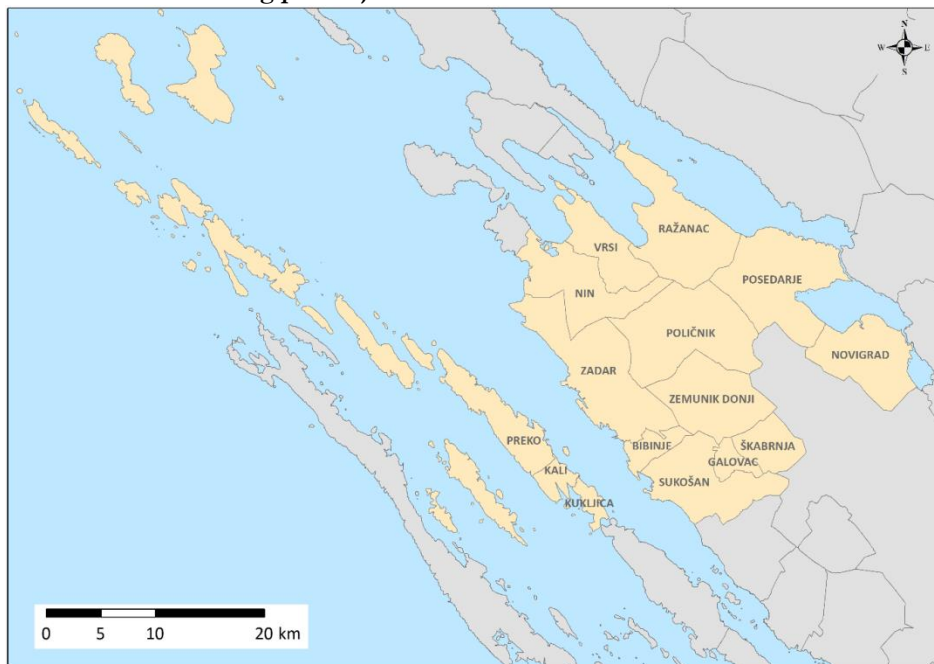 N
W E
S
RAŽANAC
VRSI
POSEDARJE
NIN
POLIČNIK
NOVIGRAD
ZADAR
ZEMUNIK DONJI
PREKO
BIBINJE
ŠKABRNJA
GALOVAC
KALI
SUKOŠAN
KUKLJICA
0 5 10 20 km